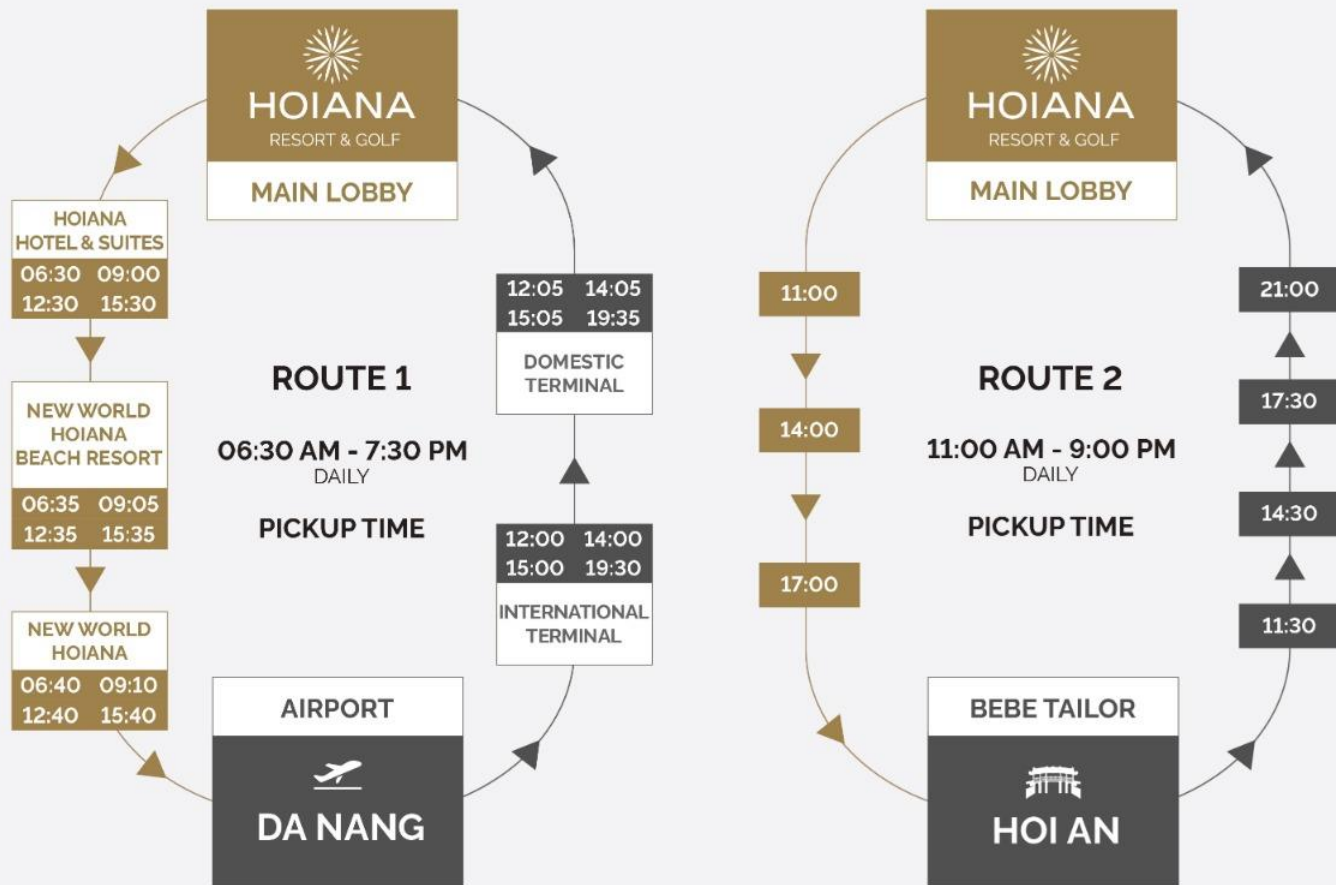 HOIANA
RESORT & GOLF
MAIN LOBBY
HOIANA
HOTEL & SUITES
06:30 09:00
12:30 15:30
NEW WORLD
HOIANA
BEACH RESORT
06:35 09:05
12:35 15:35
NEW WORLD
HOIANA
06:40 09:10
12:40 15:40
ROUTE 1
06:30 AM - 7:30 PM
DAILY
PICKUP TIME
12:05 14:05
15:05 19:35
DOMESTIC
TERMINAL
12:00 14:00
15:00 19:30
INTERNATIONAL
TERMINAL
AIRPORT
DA NANG
HOIANA
RESORT & GOLF
MAIN LOBBY
11:00
14:00
17:00
ROUTE 2
11:00 AM - 9:00 PM
DAILY
PICKUP TIME
21:00
17:30
14:30
11:30
BEBE TAILOR
HOI AN